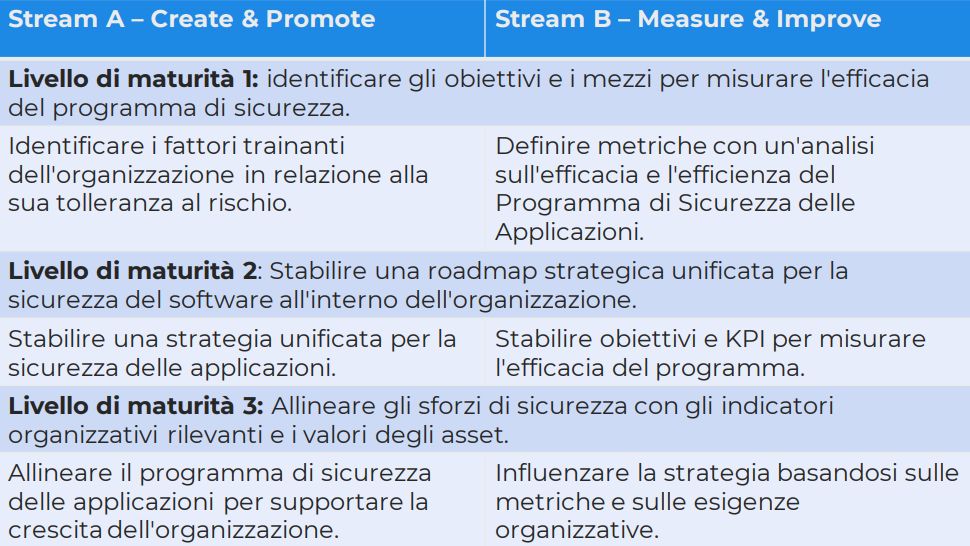 Stream A – Create & Promote
Stream B – Measure & Improve
Livello di maturità 1: identificare gli obiettivi e i mezzi per misurare l'efficacia
del programma di sicurezza.
Identificare i fattori trainanti
dell'organizzazione in relazione alla
sua tolleranza al rischio.
Definire metriche con un'analisi
sull'efficacia e l'efficienza del
Programma di Sicurezza delle
Applicazioni.
Livello di maturità 2: Stabilire una roadmap strategica unificata per la
sicurezza del software all'interno dell'organizzazione.
Stabilire una strategia unificata per la
sicurezza delle applicazioni.
Stabilire obiettivi e KPI per misurare
l'efficacia del programma.
Livello di maturità 3: Allineare gli sforzi di sicurezza con gli indicatori
organizzativi rilevanti e i valori degli asset.
Allineare il programma di sicurezza
delle applicazioni per supportare la
crescita dell'organizzazione.
Influenzare la strategia basandosi sulle
metriche e sulle esigenze
organizzative.